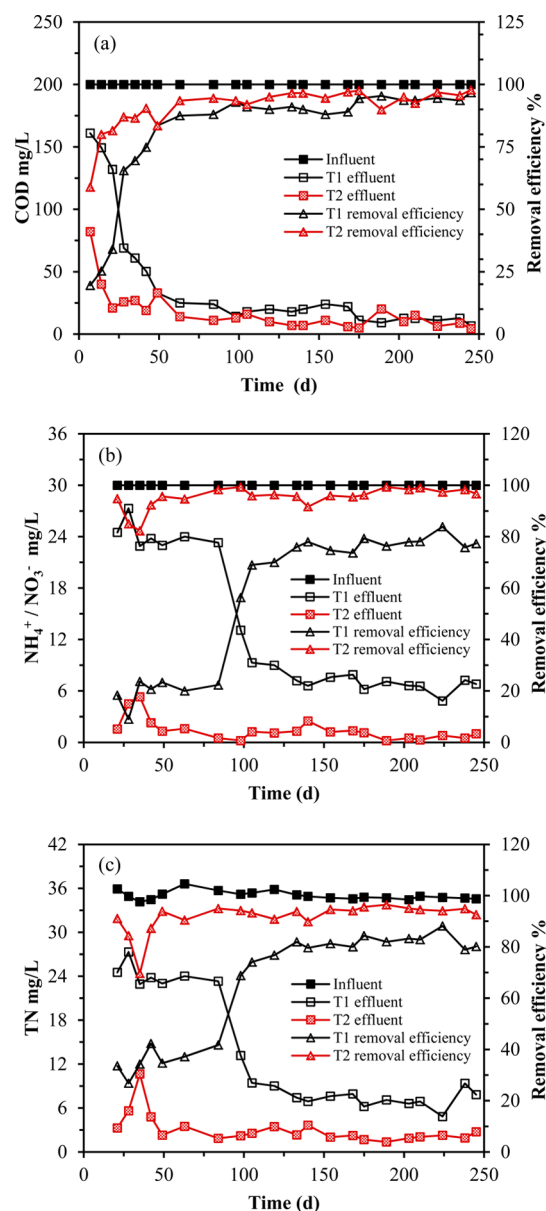 (a)
250
200
150
100
50
0
COD mg/L
125
100
75
50
25
0
Removal efficiency %
Influent
T1 effluent
T2 effluent
T1 removal efficiency
T2 removal efficiency
0 50 100 150 200 250
Time (d)
(b)
36
30
24
18
12
6
0
NH₄⁺ / NO₃⁻ mg/L
120
100
80
60
40
20
0
Removal efficiency %
Influent
T1 effluent
T2 effluent
T1 removal efficiency
T2 removal efficiency
0 50 100 150 200 250
Time (d)
(c)
42
36
30
24
18
12
6
0
TN mg/L
120
100
80
60
40
20
0
Removal efficiency %
Influent
T1 effluent
T2 effluent
T1 removal efficiency
T2 removal efficiency
0 50 100 150 200 250
Time (d)